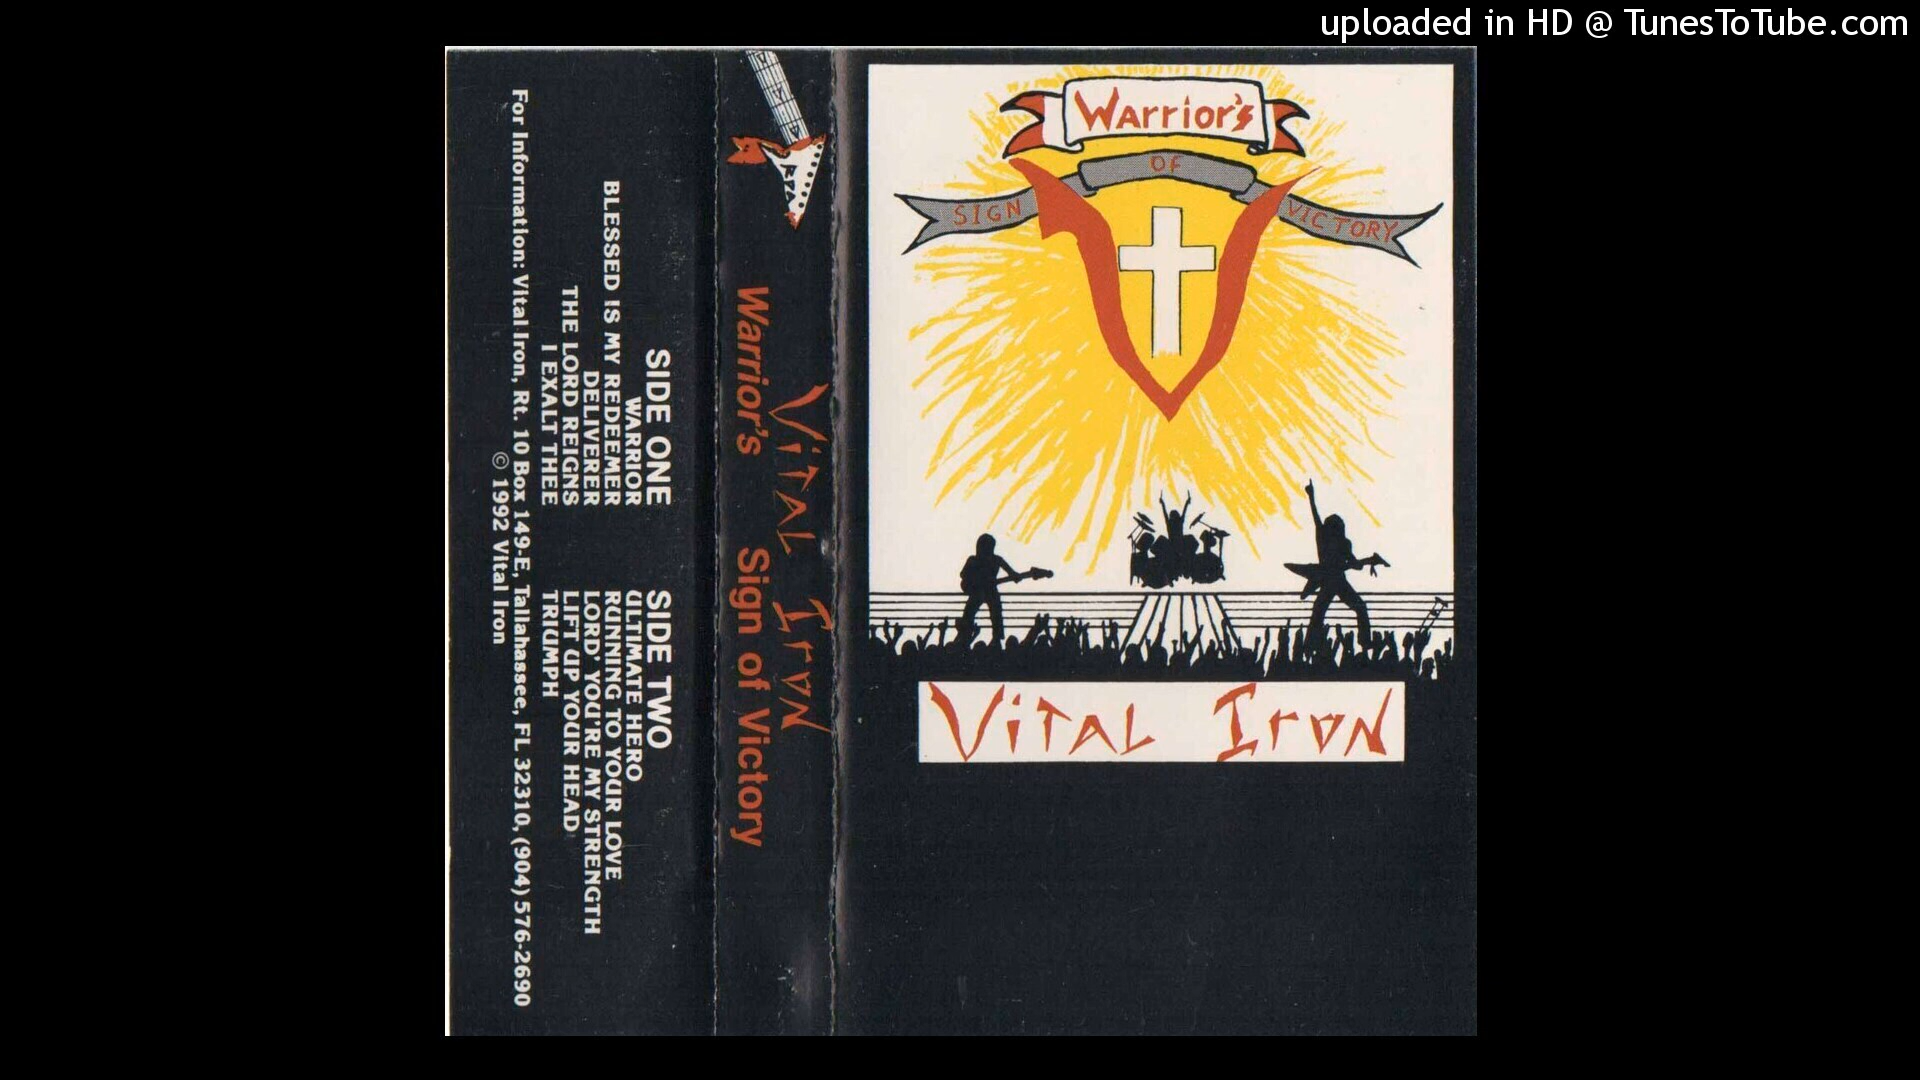 uploaded in HD @ TunesToTube.com
Warrior's
SIGN OF VICTORY
Vital Iron
Vital Iron
Warrior's Sign of Victory
SIDE ONE
WARRIOR
BLESSED IS MY REDEEMER
DELIVERER
THE LORD REIGNS
I EXALT THEE
SIDE TWO
ULTIMATE HERO
RUNNING TO YOUR LOVE
LORD' YOU'RE MY STRENGTH
LIFT UP YOUR HEAD
TRIUMPH
For Information: Vital Iron, Rt. 10 Box 149-E, Tallahassee, FL 32310, (904) 576-2690
© 1992 Vital Iron